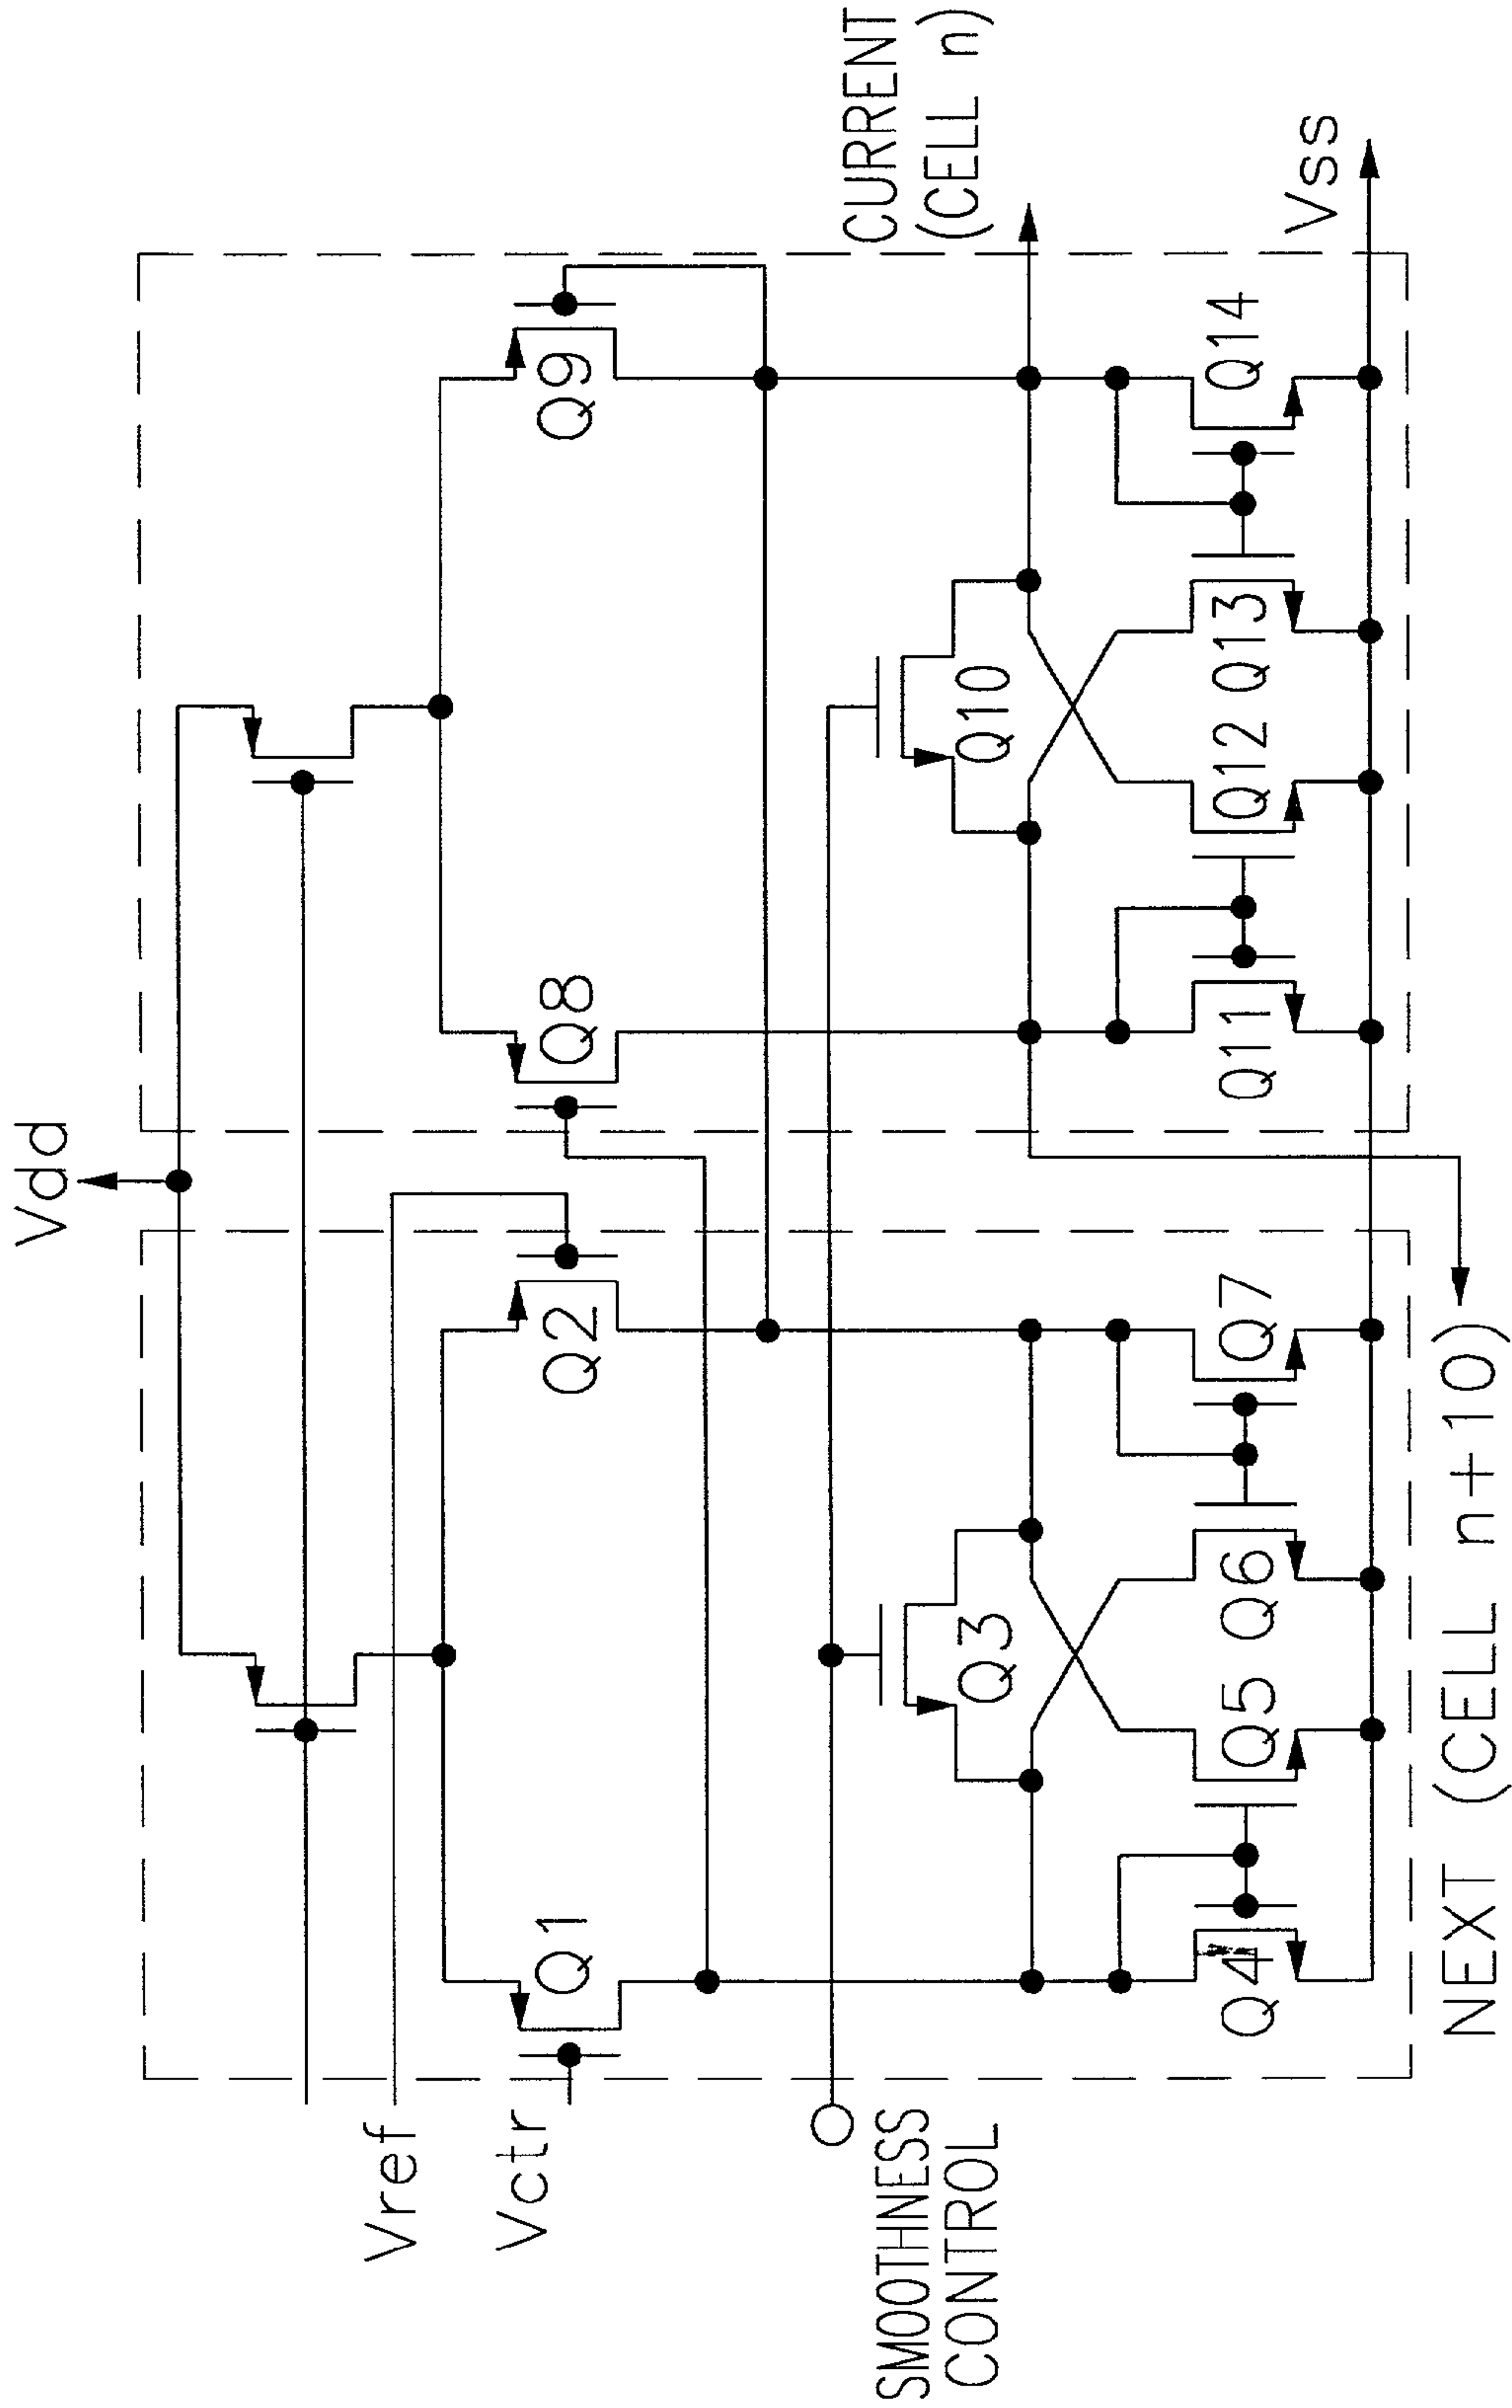 Vdd
Vref
Vctr
SMOOTHNESS
CONTROL
Q1
Q2
Q8
Q9
Q3
Q10
CURRENT
(CELL n)
Q4
Q5
Q6
Q7
Q11
Q12
Q13
Q14
Vss
NEXT (CELL n+10)